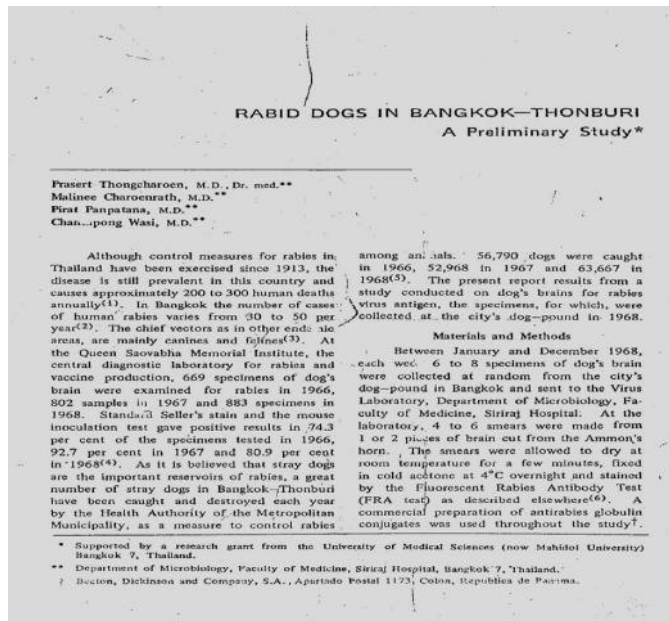 RABID DOGS IN BANGKOK—THONBURI
A Preliminary Study*
Prasert Thongcharoen, M.D., Dr. med.**
Malinee Charoenrath, M.D.**
Pirat Panpatana, M.D.**
Wasi, M.D.**
Although control measures for rabies in
Thailand have been exercised since 1913, the
disease is still prevalent in this country and
causes approximately 200 to 300 human deaths
annually(1). In Bangkok the number of cases
of human rabies varies from 30 to 50 per
year(2). The chief vectors as in other
areas, are mainly canines and felines(3). At
the Queen Saovabha Memorial Institute, the
central diagnostic laboratory for rabies and
vaccine production, 669 specimens of dog's
brain were examined for rabies in 1966,
802 samples in 1967 and 883 specimens in
1968. Standard Seller's stain and the mouse
inoculation test gave positive results in 74.3
per cent of the specimens tested in 1966,
92.7 per cent in 1967 and 80.9 per cent
in 1968(4). As it is believed that stray dogs
are the important reservoirs of rabies, a great
number of stray dogs in Bangkok—Thonburi
have been caught and destroyed each year
by the Health Authority of the Metropolitan
Municipality, as a measure to control rabies
among animals. 56,790 dogs were caught
in 1966, 52,968 in 1967 and 63,667 in
1968(5). The present report results from a
study conducted on dog's brains for rabies
virus antigen, the specimen, for which, were
collected at the city's dog—pound in 1968.
Materials and Methods
Between January and December 1968,
each 6 to 8 specimens of dog's brain
were collected at random from the city's
dog—pound in Bangkok and sent to the Virus
Laboratory, Department of Microbiology, Fa-
culty of Medicine, Siriraj Hospital. At the
laboratory, 4 to 6 smears were made from
1 or 2 pieces of brain cut from the Ammon's
horn. The smears were allowed to dry at
room temperature for a few minutes, fixed
in cold acetone at 4°C overnight and stained
by the Fluorescent Rabies Antibody Test
(FRA test) as described elsewhere(6). A
commercial preparation of antirabies globulin
conjugates was used throughout the study†.
* Supported by a research grant from the University of Medical Sciences (now Mahidol University)
Bangkok 7, Thailand.
** Department of Microbiology, Faculty of Medicine, Siriraj Hospital, Bangkok 7, Thailand.
Becton, Dickinson and Company, S.A., Apartado Postal 1173, Colon, Republica de Panama.